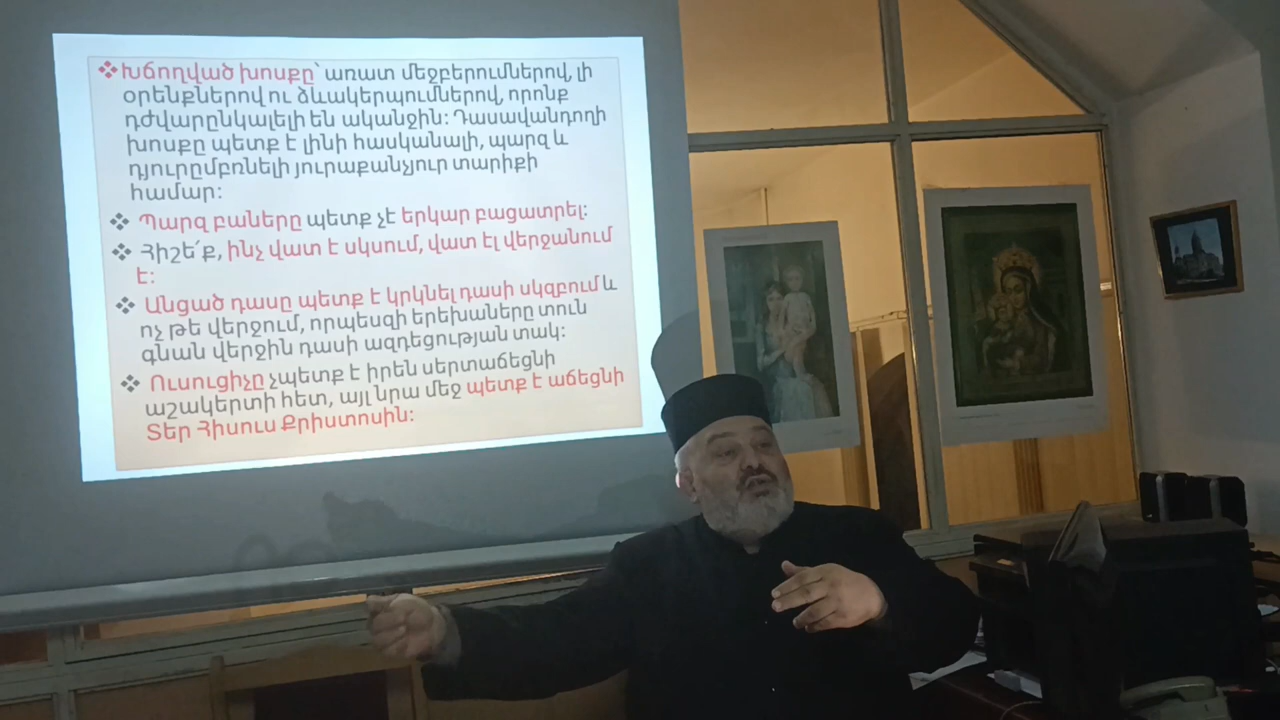 ❖Խճողված խոսքը՝ առատ մեջբերումներով, լի
օրենքներով ու ձևակերպումներով, որոնք
դժվարընկալելի են ականջին: Դասավանդողի
խոսքը պետք է լինի հասկանալի, պարզ և
դյուրըմբռնելի յուրաքանչյուր տարիքի
համար:
❖ Պարզ բաները պետք չէ երկար բացատրել:
❖ Հիշե՛ք, ինչ վատ է սկսում, վատ էլ վերջանում
է:
❖ Անցած դասը պետք է կրկնել դասի սկզբում և
ոչ թե վերջում, որպեսզի երեխաները տուն
գնան վերջին դասի ազդեցության տակ:
❖ Ուսուցիչը չպետք է իրեն սերտաճեցնի
աշակերտի հետ, այլ նրա մեջ պետք է աճեցնի
Տեր Հիսուս Քրիստոսին: